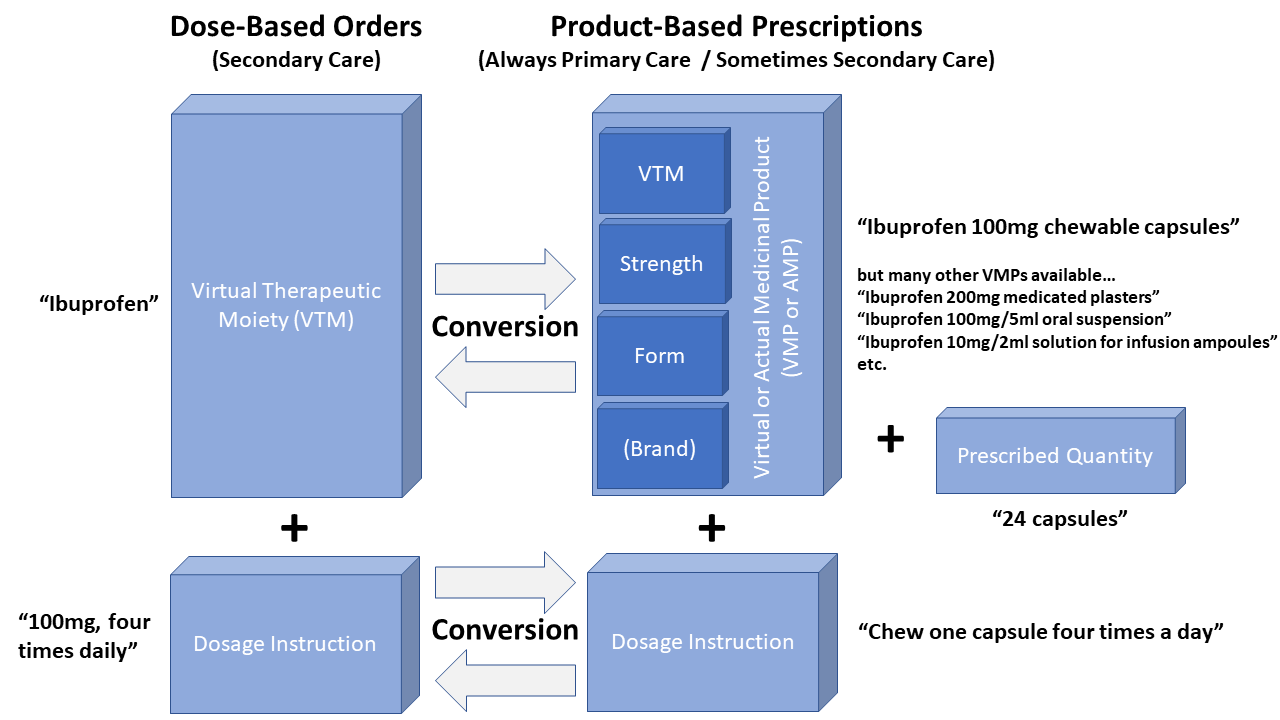 Dose-Based Orders
(Secondary Care)
Product-Based Prescriptions
(Always Primary Care / Sometimes Secondary Care)
“Ibuprofen”
Virtual Therapeutic
Moiety (VTM)
Conversion
VTM
Strength
Form
(Brand)
Virtual or Actual Medicinal Product
(VMP or AMP)
“Ibuprofen 100mg chewable capsules”
but many other VMPs available...
“Ibuprofen 200mg medicated plasters”
“Ibuprofen 100mg/5ml oral suspension”
“Ibuprofen 10mg/2ml solution for infusion ampoules”
etc.
+
Prescribed Quantity
“24 capsules”
+
+
“100mg, four
times daily”
Dosage Instruction
Conversion
Dosage Instruction
“Chew one capsule four times a day”